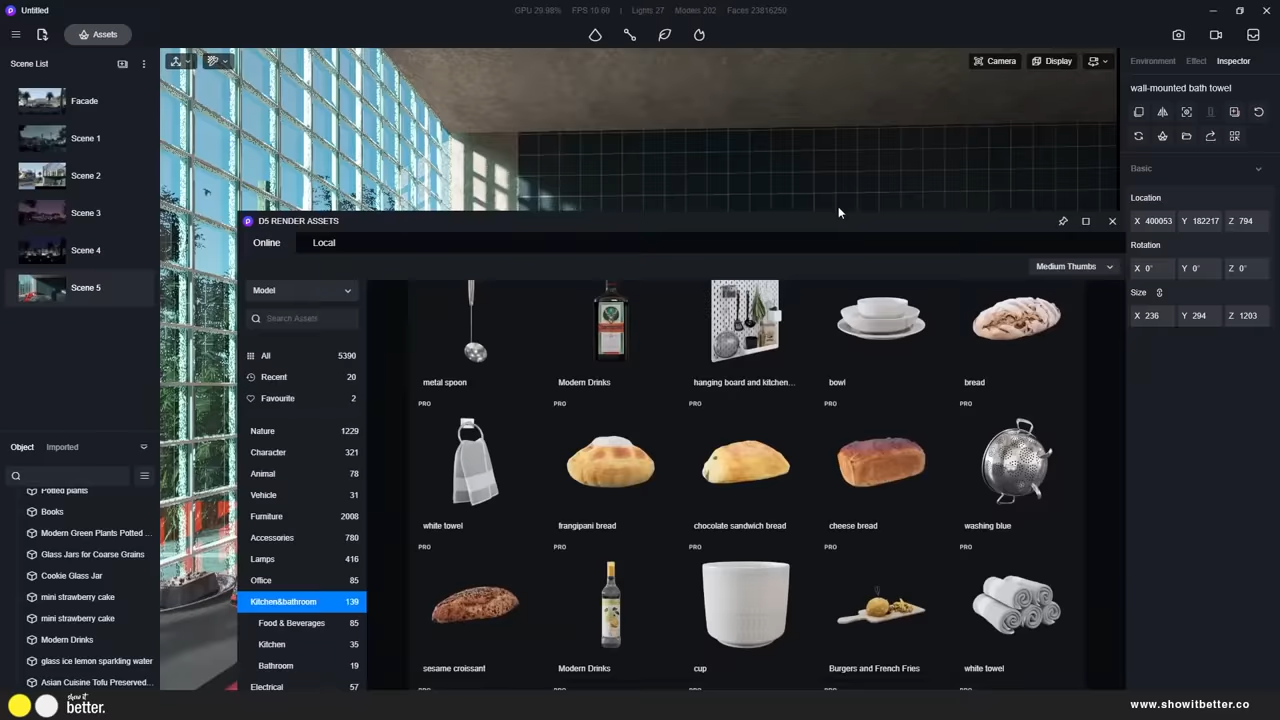 Untitled
GPU 29.98% FPS 10.60 | Lights 27 Models 202 Faces 23816250
Assets
Scene List
Camera
Display
Environment Effect Inspector
wall-mounted bath towel
Facade
Scene 1
Scene 2
Scene 3
Scene 4
Scene 5
Basic
Location
X 400053 Y 182217 Z 794
Rotation
X 0° Y 0° Z 0°
Size
X 236 Y 294 Z 1203
D5 RENDER ASSETS
Online Local
Medium Thumbs
Model
Search Assets
All 5390
Recent 20
Favourite 2
Nature 1229
Character 321
Animal 78
Vehicle 31
Furniture 2008
Accessories 780
Lamps 416
Office 85
Kitchen&bathroom 139
Food & Beverages 85
Kitchen 35
Bathroom 19
Electrical 57
metal spoon
Modern Drinks
hanging board and kitchen...
bowl
bread
PRO PRO PRO PRO PRO
white towel
frangipani bread
chocolate sandwich bread
cheese bread
washing blue
PRO PRO PRO PRO PRO
sesame croissant
Modern Drinks
cup
Burgers and French Fries
white towel
Object Imported
Potted plants
Books
Modern Green Plants Potted ...
Glass Jars for Coarse Grains
Cookie Glass Jar
mini strawberry cake
mini strawberry cake
Modern Drinks
glass ice lemon sparkling water
Asian Cuisine Tofu Preserved...
show it
better.
www.showitbetter.co